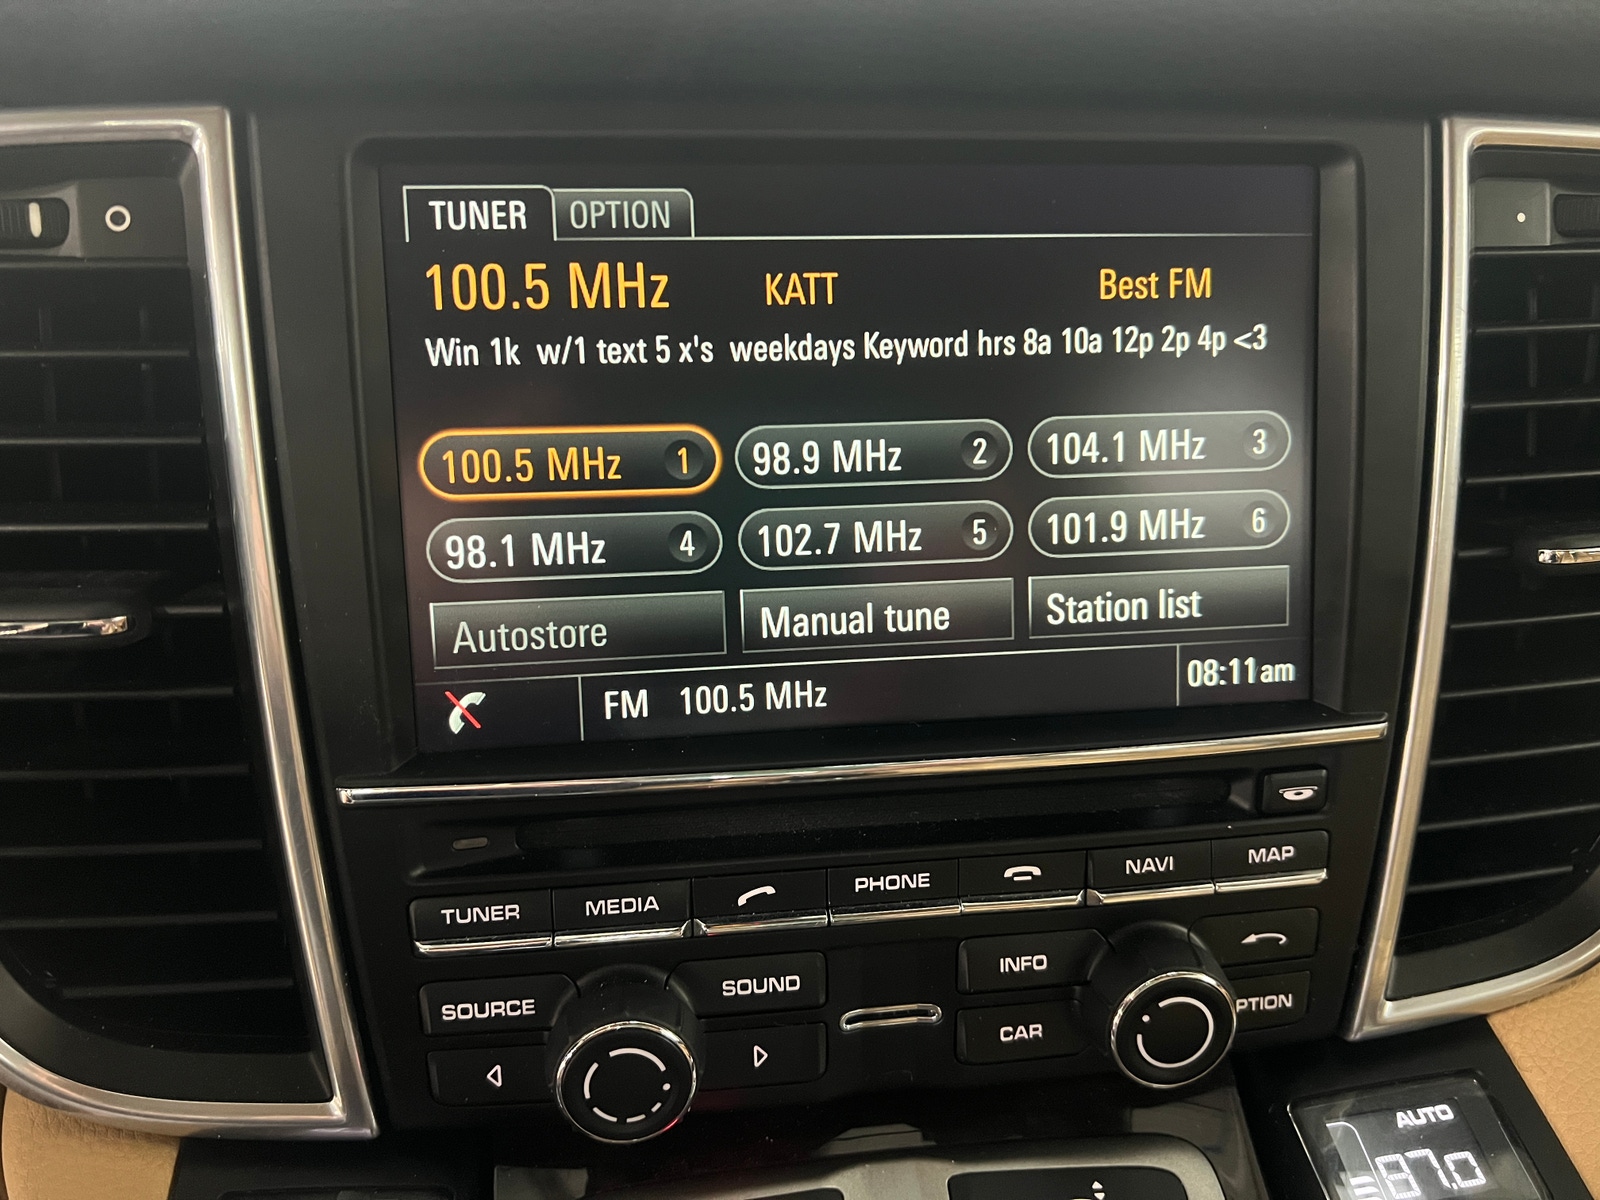 TUNER OPTION
100.5 MHz KATT Best FM
Win 1k w/1 text 5 x's weekdays Keyword hrs 8a 10a 12p 2p 4p <3
100.5 MHz 1 98.9 MHz 2 104.1 MHz 3
98.1 MHz 4 102.7 MHz 5 101.9 MHz 6
Autostore Manual tune Station list
FM 100.5 MHz 08:11am
TUNER MEDIA PHONE NAVI MAP
SOURCE SOUND INFO PTION
CAR
AUTO
87.0